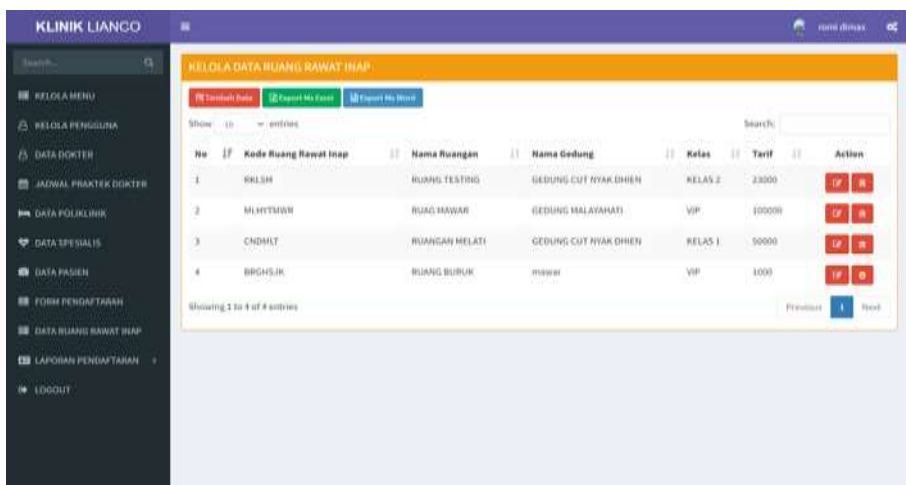 KLINIK LIANCO
romi dimas
Search...
KELOLA MENU
KELOLA PENGGUNA
DATA DOKTER
JADWAL PRAKTEK DOKTER
DATA POLIKLINIK
DATA SPESIALIS
DATA PASIEN
FORM PENDAFTARAN
DATA RUANG RAWAT INAP
LAPORAN PENDAFTARAN
LOGOUT
KELOLA DATA RUANG RAWAT INAP
Tambah Data Export Ms Excel Export Ms Word
Show 10 entries Search:
No Kode Ruang Rawat Inap Nama Ruangan Nama Gedung Kelas Tarif Action
1 RUANG TESTING GEDUNG CUT NYAK DHIEN KELAS 2 23000
2 RUAG MAWAR GEDUNG MALAYAHATI VIP 100000
3 RUANGAN MELATI GEDUNG CUT NYAK DHIEN KELAS 1 50000
4 RUANG BURUK mawar VIP 1000
Showing 1 to 4 of 4 entries Previous 1 Next